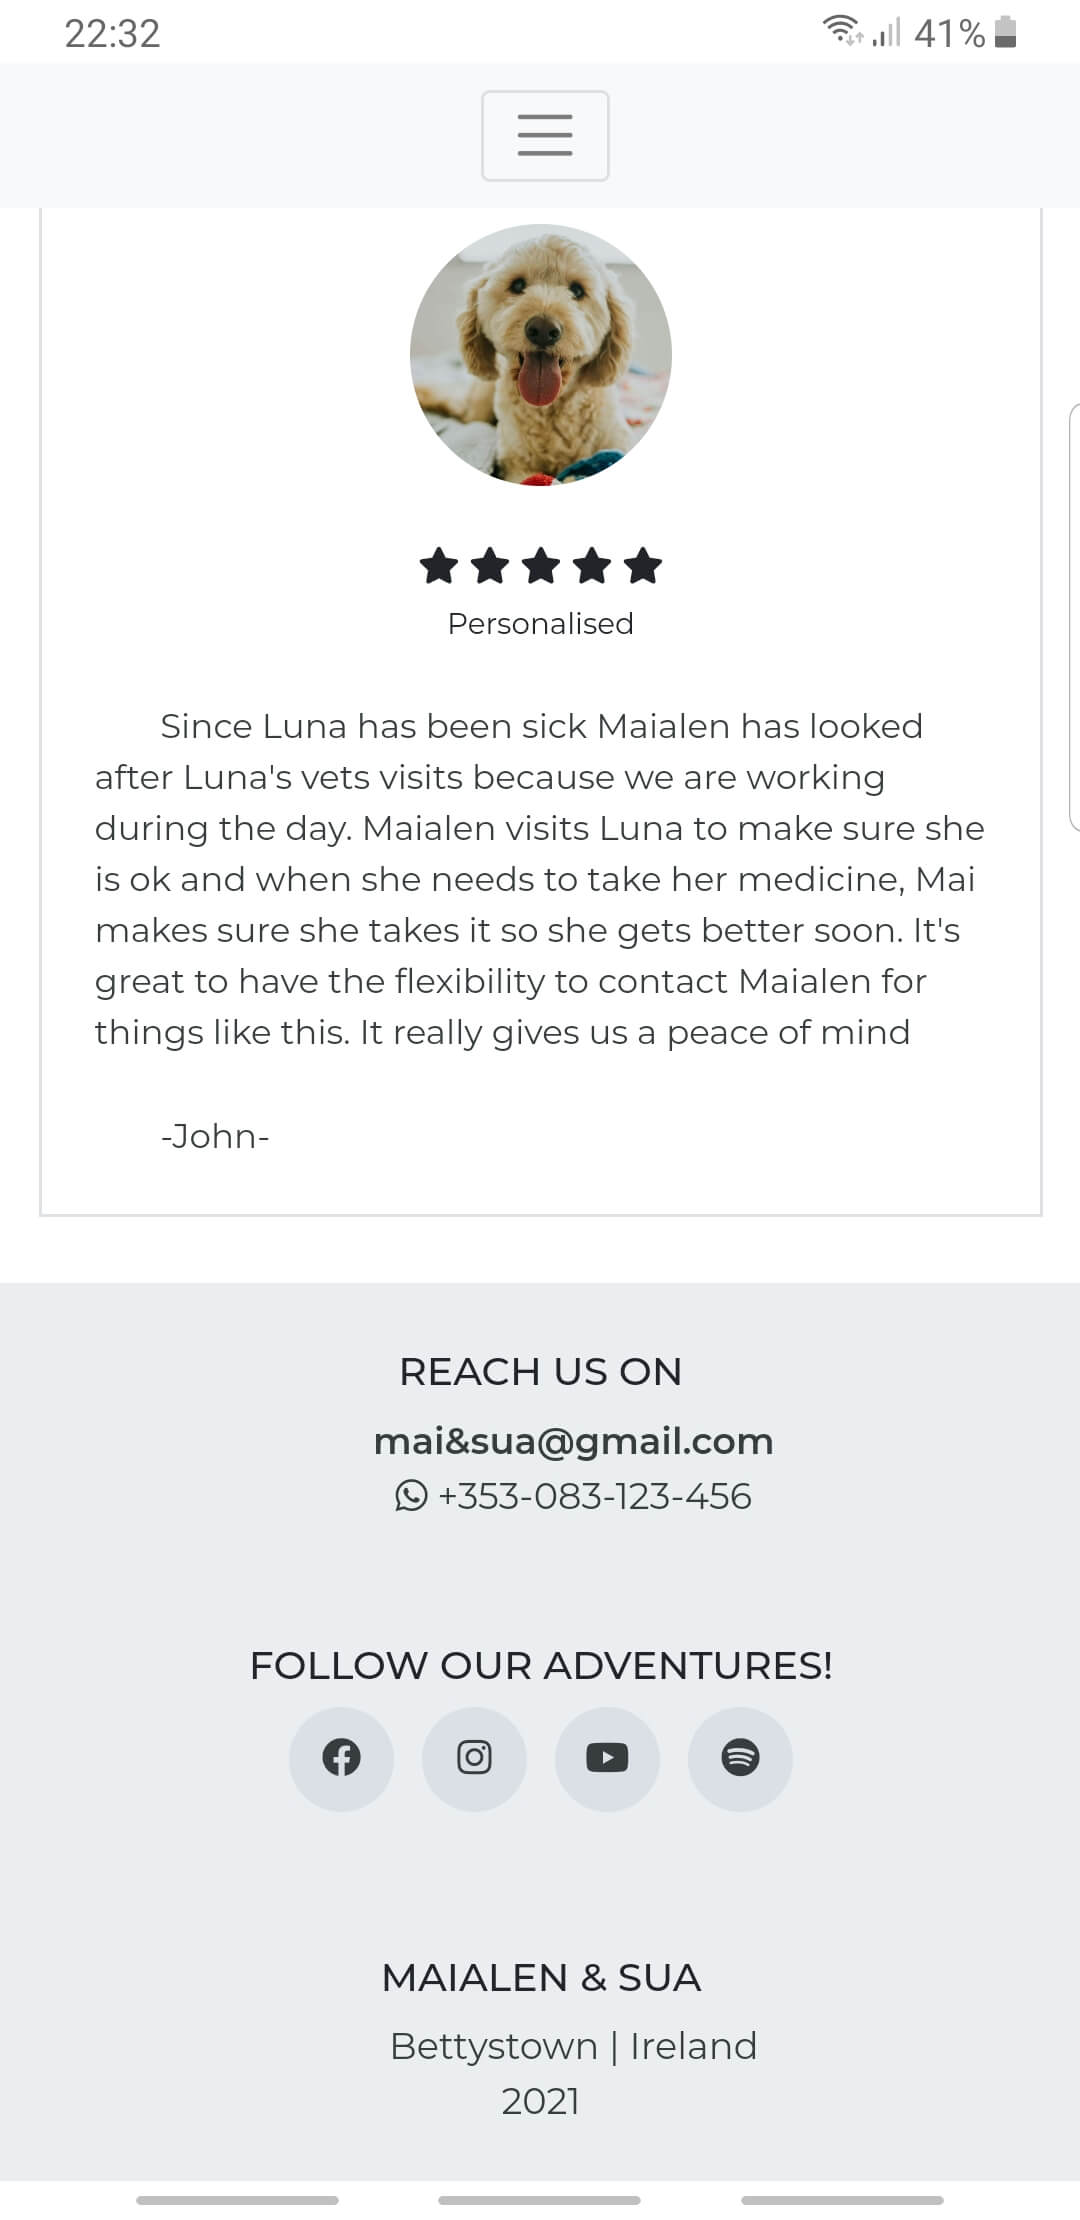 22:32
41%
Personalised
Since Luna has been sick Maialen has looked
after Luna's vets visits because we are working
during the day. Maialen visits Luna to make sure she
is ok and when she needs to take her medicine, Mai
makes sure she takes it so she gets better soon. It's
great to have the flexibility to contact Maialen for
things like this. It really gives us a peace of mind
-John-
REACH US ON
mai&sua@gmail.com
+353-083-123-456
FOLLOW OUR ADVENTURES!
MAIALEN & SUA
Bettystown | Ireland
2021